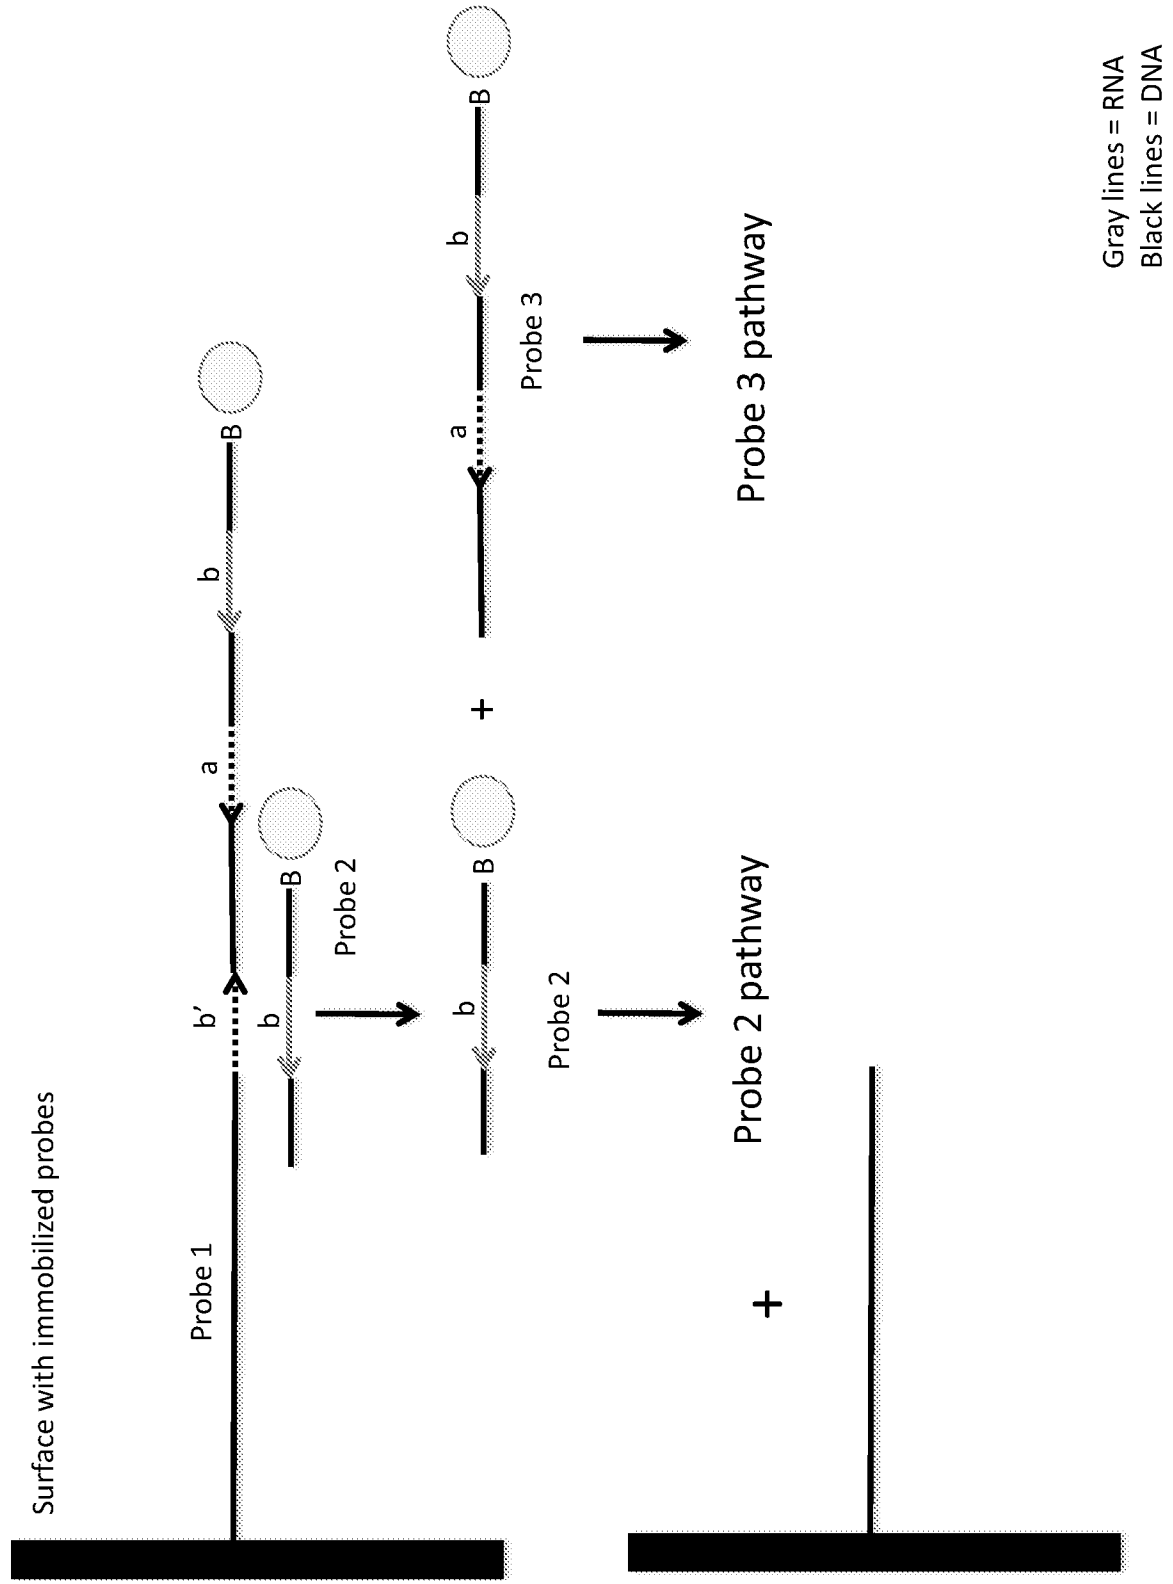 Surface with immobilized probes
Probe 1
b'
a
b
B
b
B
Probe 2
b
B
+
a
b
B
Probe 2
Probe 3
Probe 2 pathway
Probe 3 pathway
+
Gray lines = RNA
Black lines = DNA